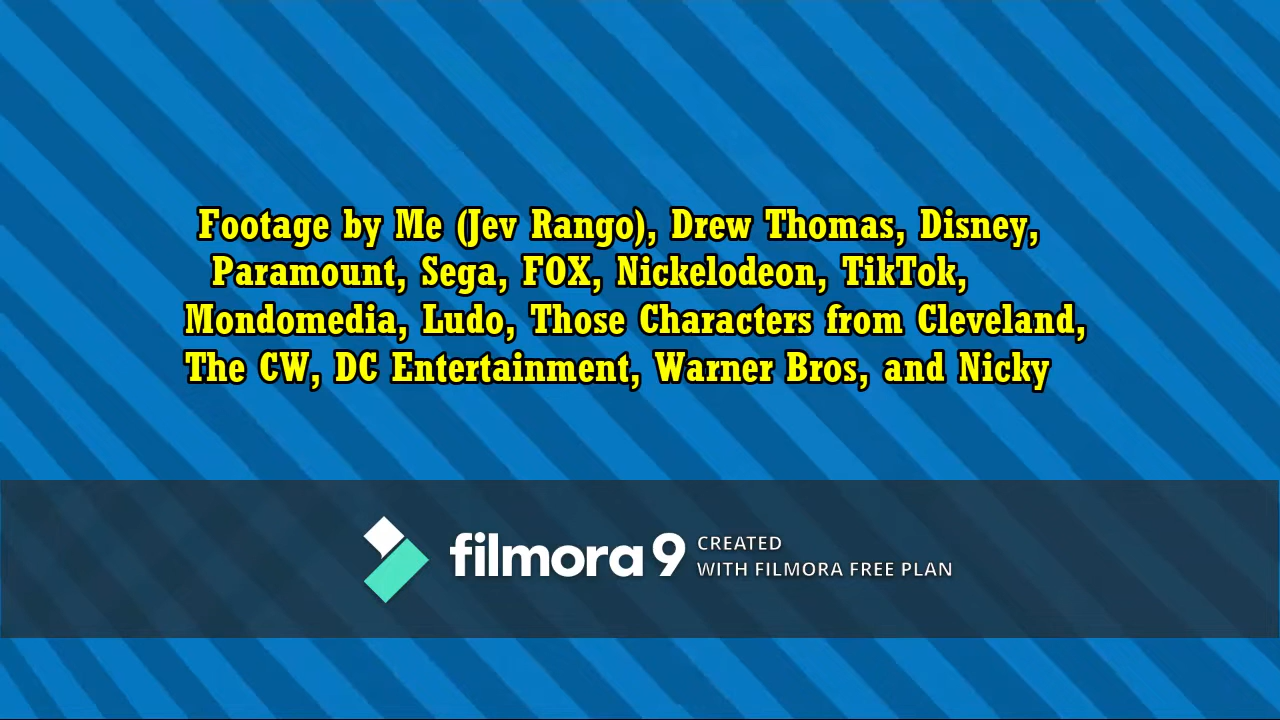 Footage by Me (Jev Rango), Drew Thomas, Disney,
Paramount, Sega, FOX, Nickelodeon, TikTok,
Mondomedia, Ludo, Those Characters from Cleveland,
The CW, DC Entertainment, Warner Bros, and Nicky
filmora 9
CREATED
WITH FILMORA FREE PLAN